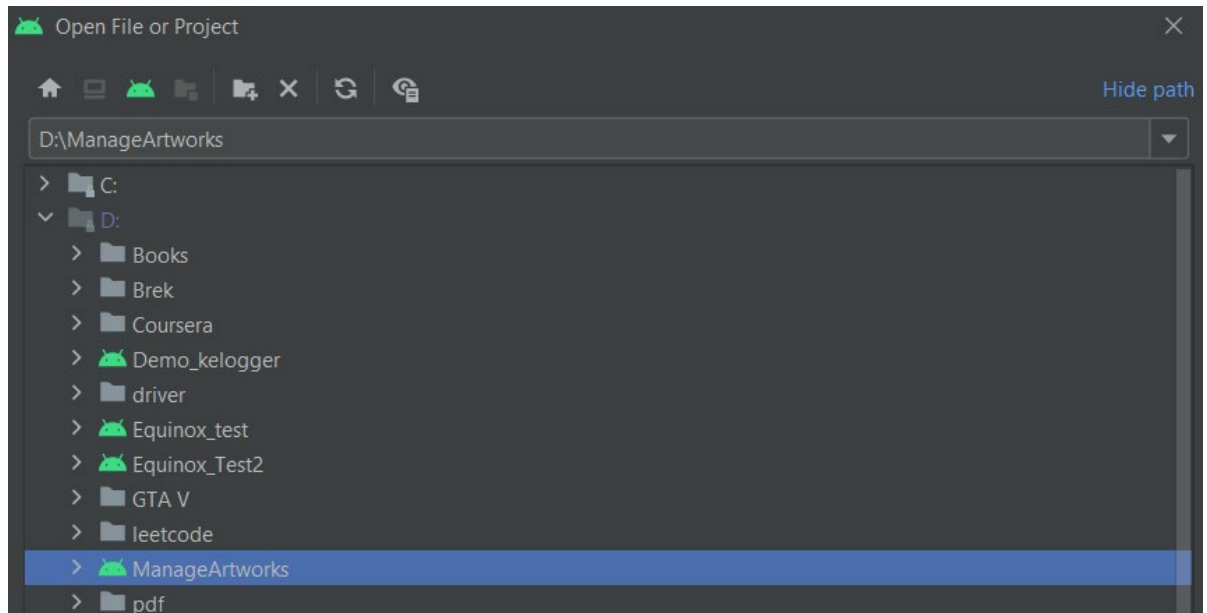 Open File or Project
Hide path
D:\ManageArtworks
C:
D:
Books
Brek
Coursera
Demo_kelogger
driver
Equinox_test
Equinox_Test2
GTA V
leetcode
ManageArtworks
pdf